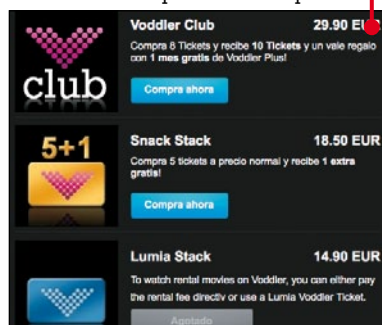 Voddler Club 29.90 EUR
Compra 8 Tickets y recibe 10 Tickets y un vale regalo
con 1 mes gratis de Voddler Plus!
club
Compra ahora
5+1
Snack Stack 18.50 EUR
Compra 5 tickets a precio normal y recibe 1 extra
gratis!
Compra ahora
Lumia Stack 14.90 EUR
To watch rental movies on Voddler, you can either pay
the rental fee directly or use a Lumia Voddler Ticket.
Agotado